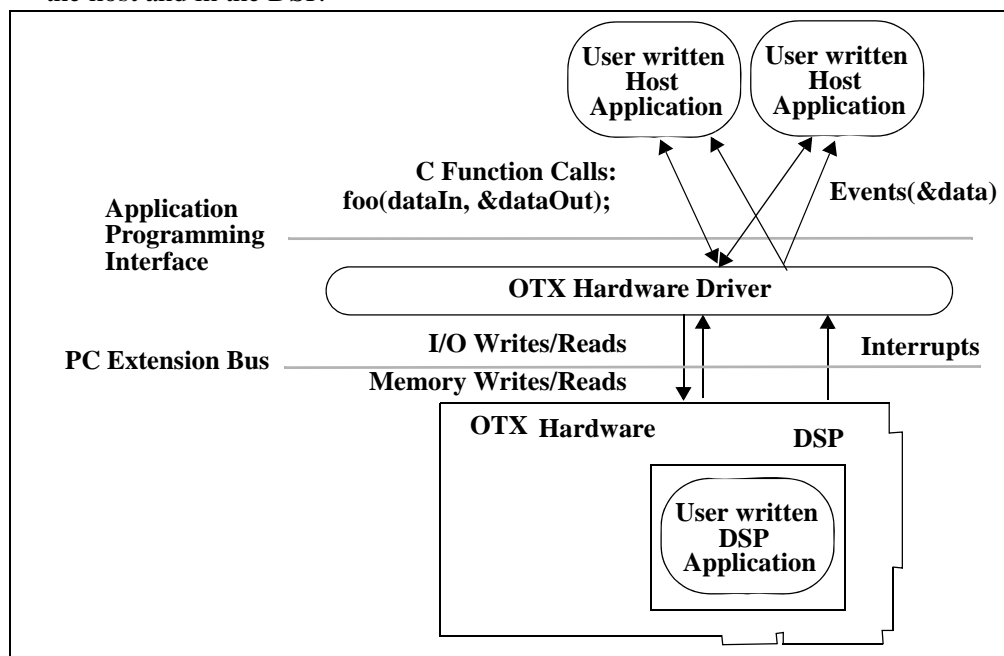 the host and in the DSP.
User written
Host
Application
User written
Host
Application
C Function Calls:
foo(dataIn, &dataOut);
Events(&data)
Application
Programming
Interface
OTX Hardware Driver
I/O Writes/Reads
Interrupts
PC Extension Bus
Memory Writes/Reads
OTX Hardware
DSP
User written
DSP
Application